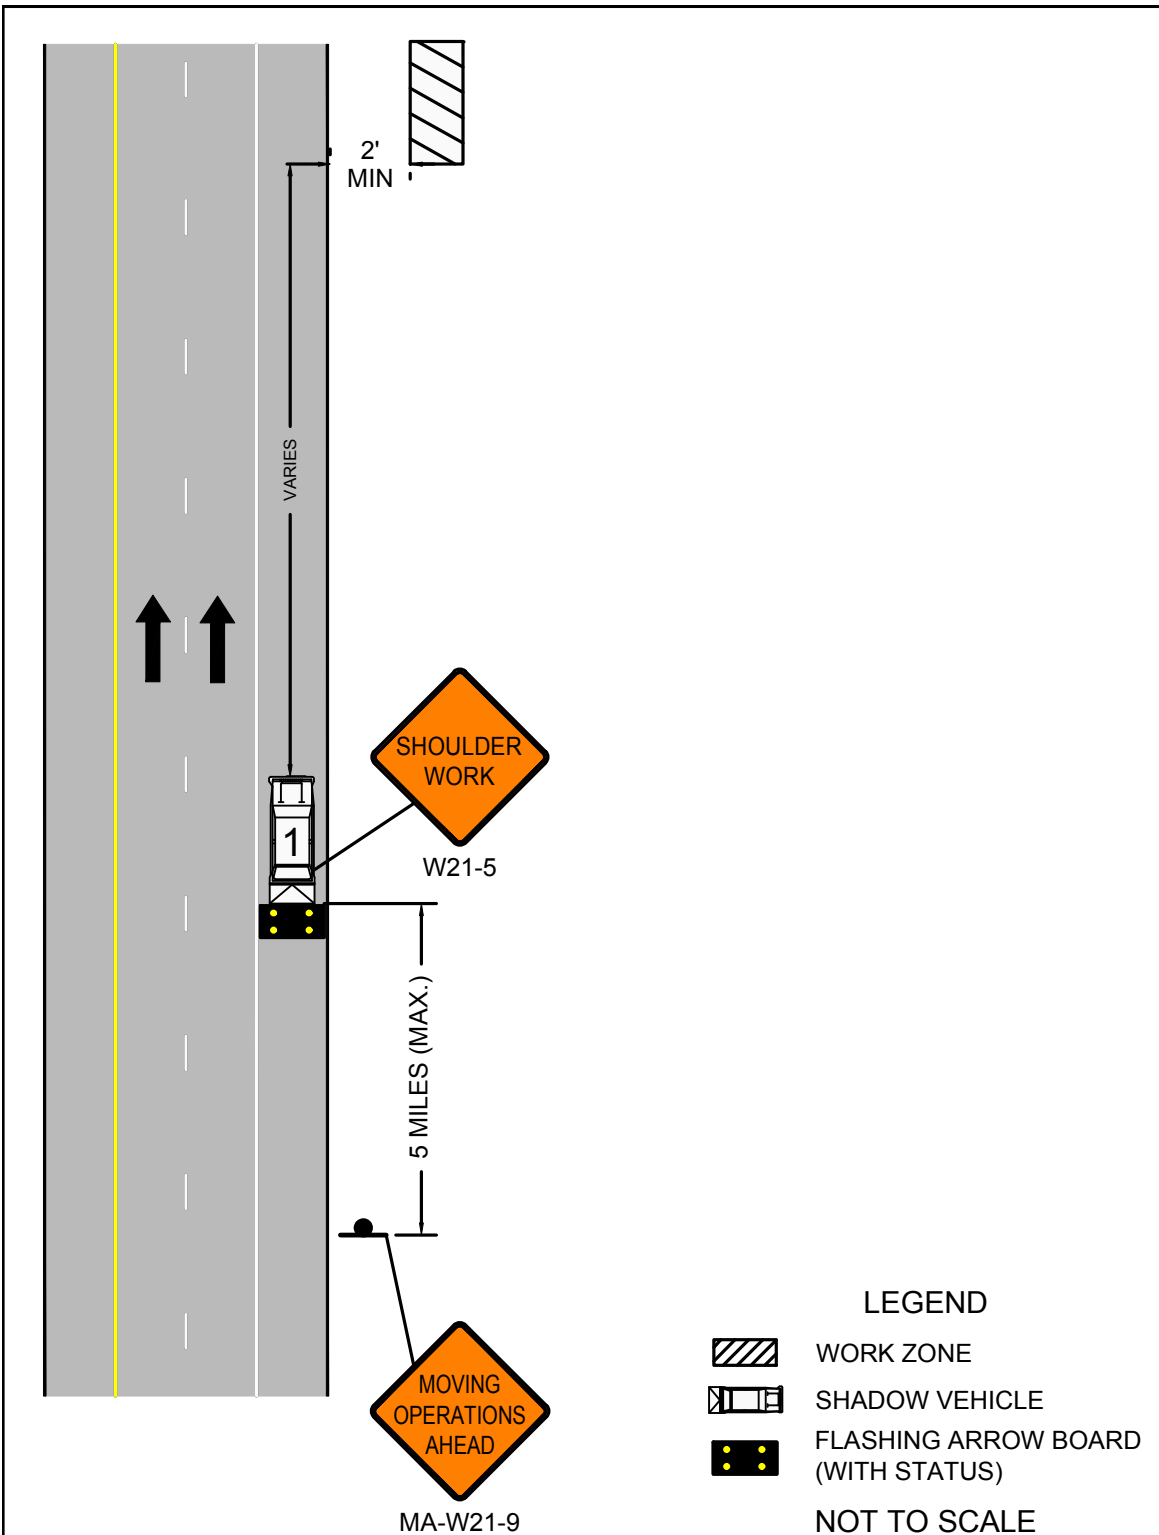 2'
MIN
VARIES
SHOULDER
WORK
W21-5
1
5 MILES (MAX.)
MOVING
OPERATIONS
AHEAD
MA-W21-9
LEGEND
WORK ZONE
SHADOW VEHICLE
FLASHING ARROW BOARD
(WITH STATUS)
NOT TO SCALE